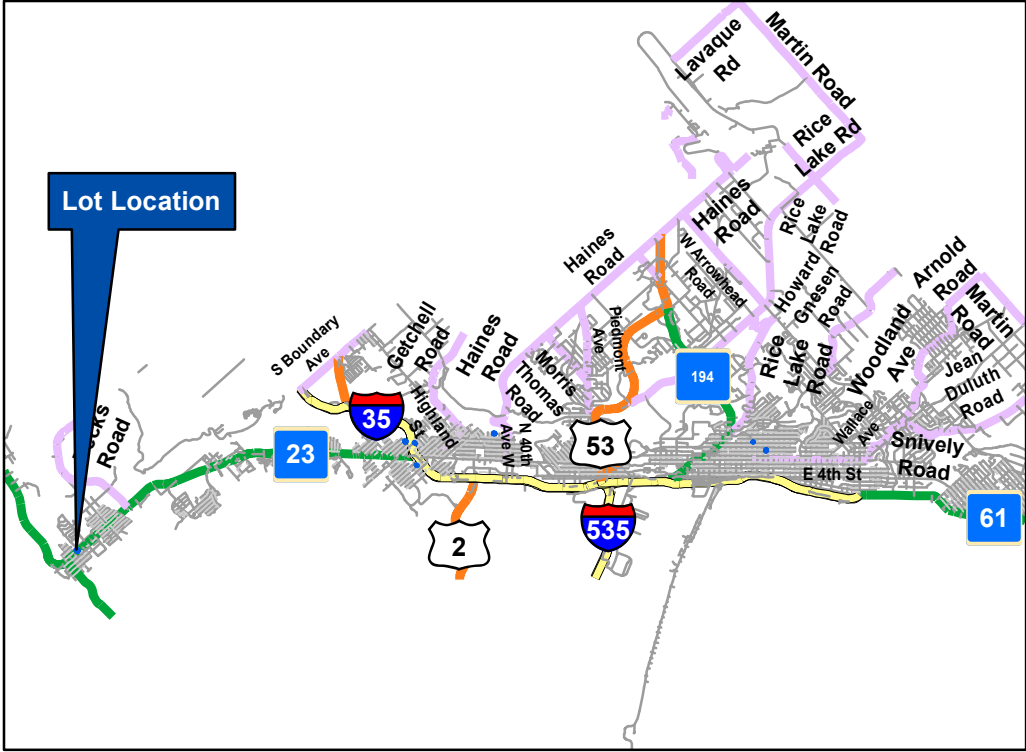 Lavaque
Rd
Martin Road
Rice
Lake Rd
Lot Location
Haines
Road
Rice
Lake
Road
Haines
Road
W Arrowhead
Road
Howard
Gnesen
Road
Arnold
Road
Martin
Road
S Boundary
Ave
Getchell
Road
Haines
Road
Piedmont
Ave
Morris
Thomas
Road
Rice
Lake
Road
Woodland
Ave
Jean
Duluth
Road
194
35
Highland
St
N 40th
Ave W
53
Wallace
Ave
Snively
Road
Road
23
E 4th St
2
535
61